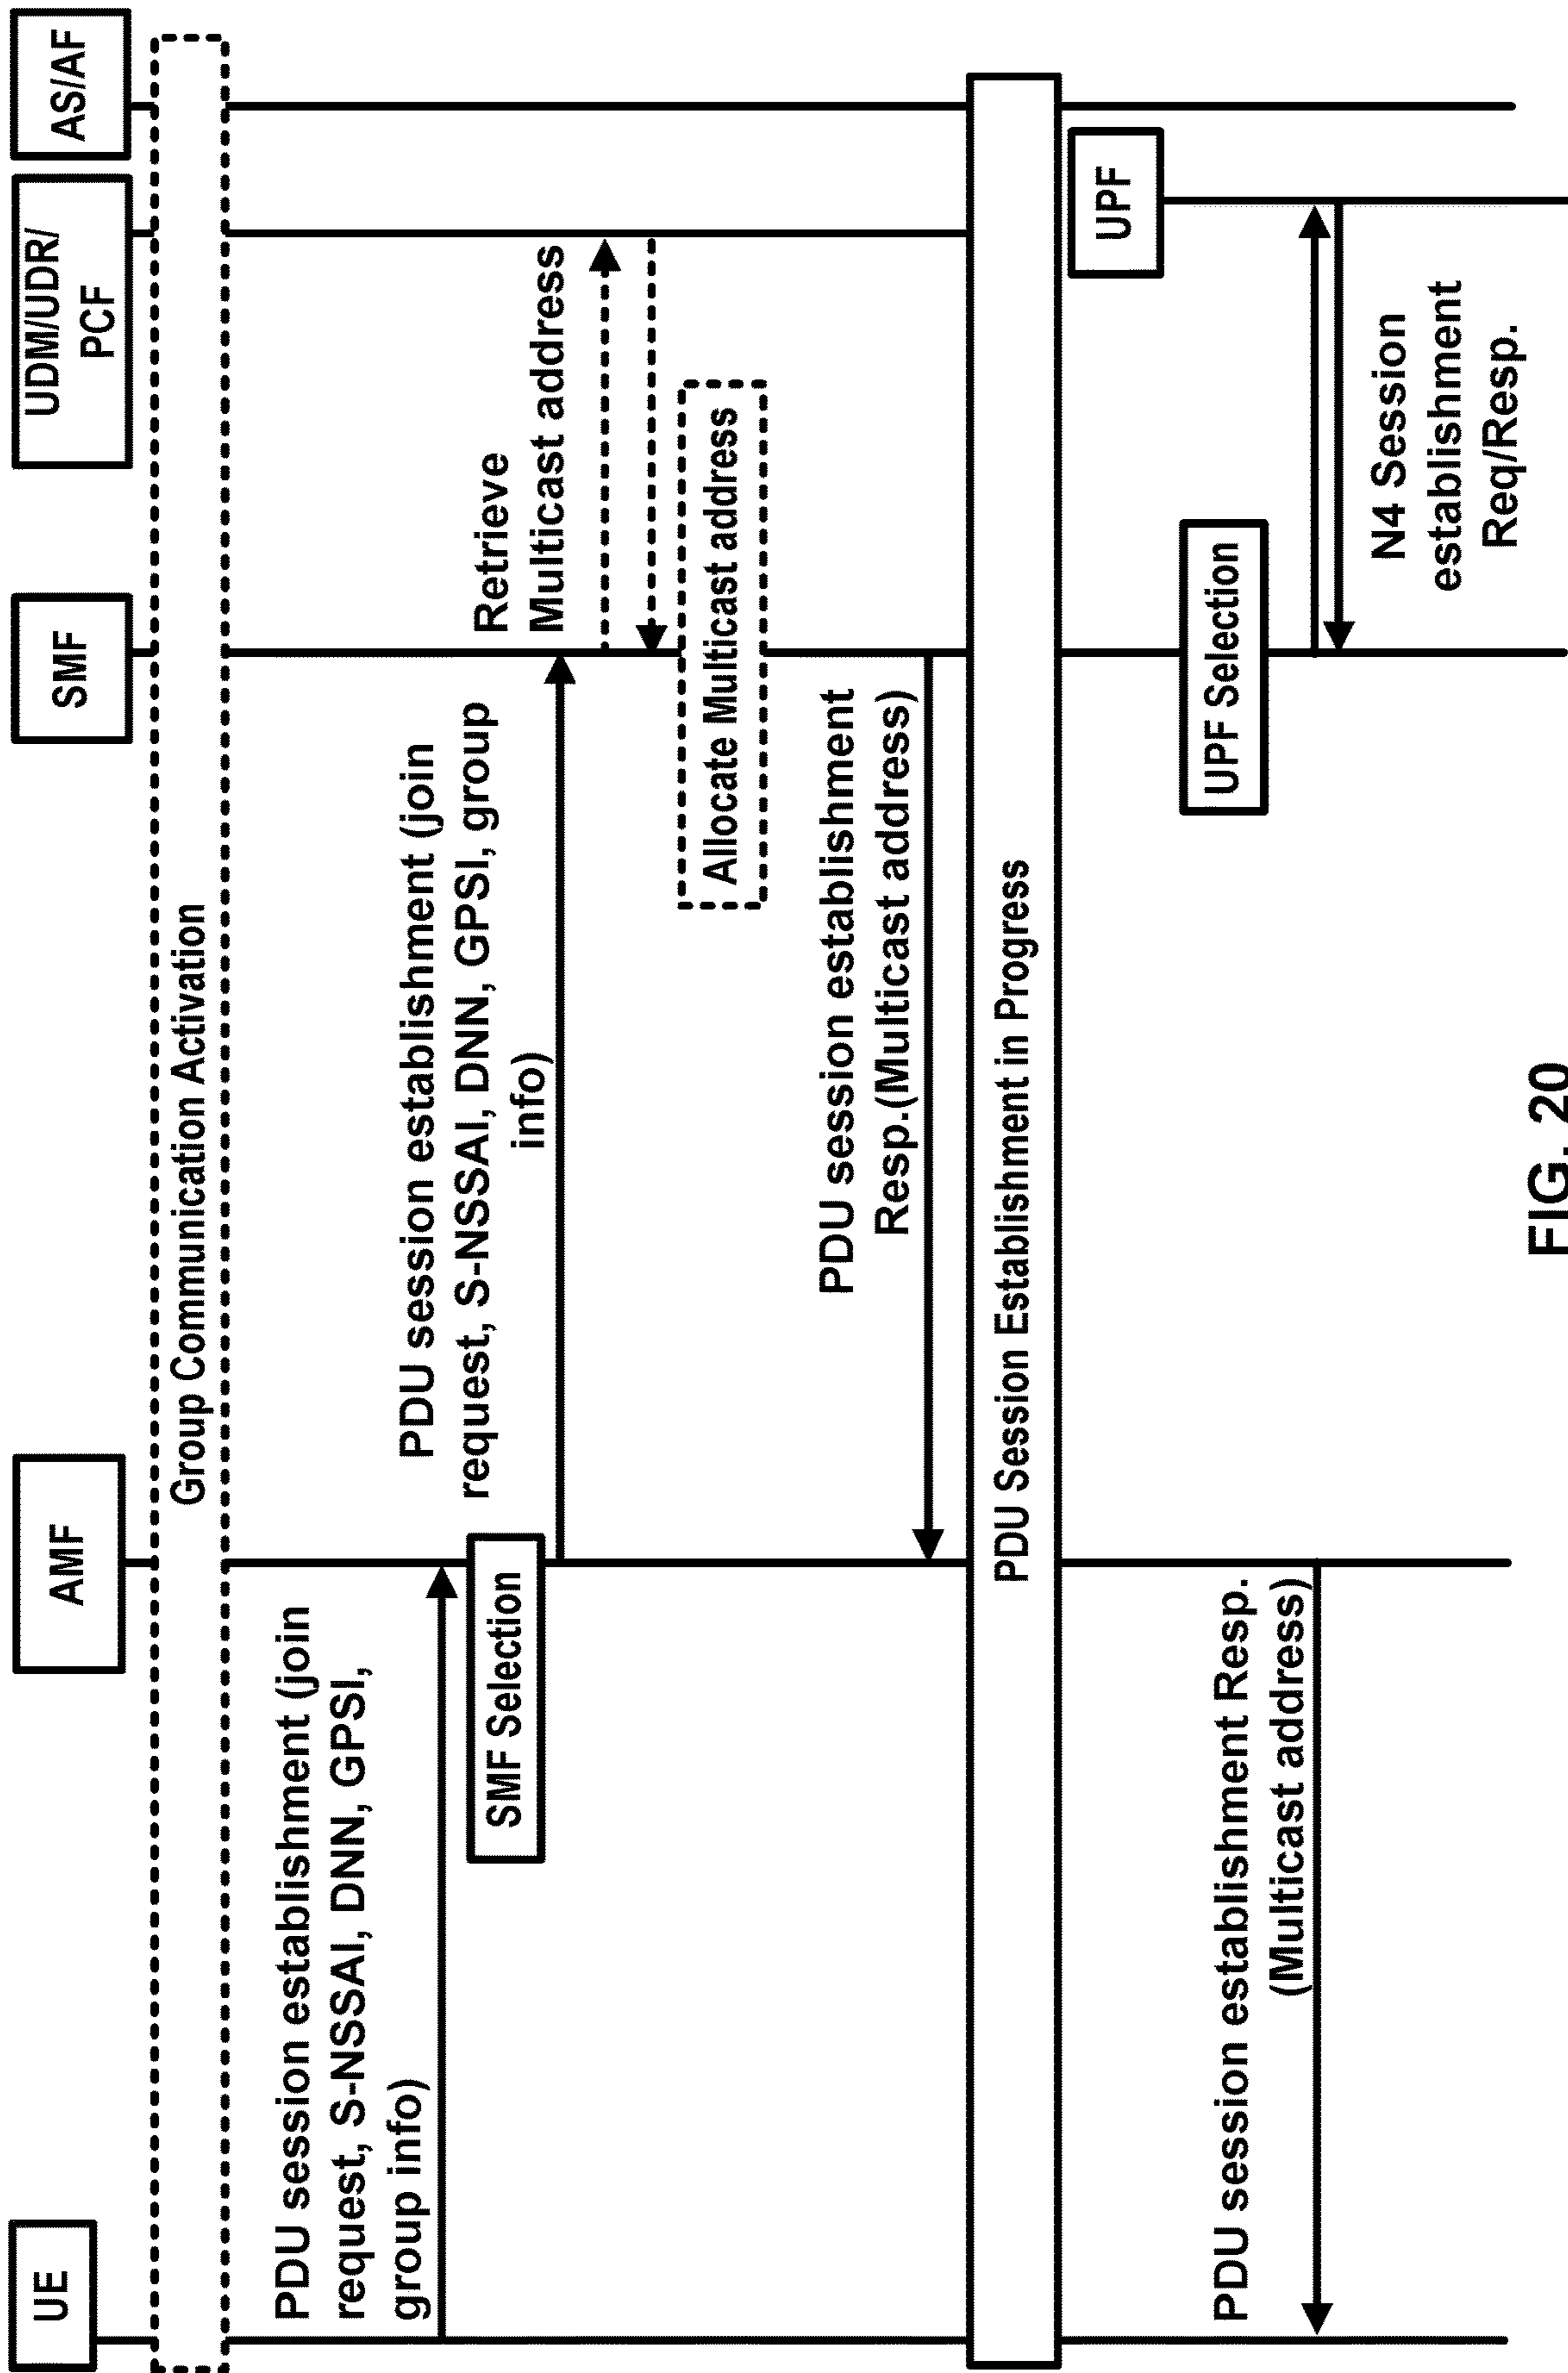 UE
AMF
SMF
UDM/UDR/
PCF
AS/AF
Group Communication Activation
PDU session establishment (join
request, S-NSSAI, DNN, GPSI,
group info)
SMF Selection
PDU session establishment (join
request, S-NSSAI, DNN, GPSI, group
info)
Retrieve
Multicast address
Allocate Multicast address
PDU session establishment
Resp.(Multicast address)
PDU Session Establishment in Progress
UPF
UPF Selection
PDU session establishment Resp.
(Multicast address)
N4 Session
establishment
Req/Resp.
FIG. 20